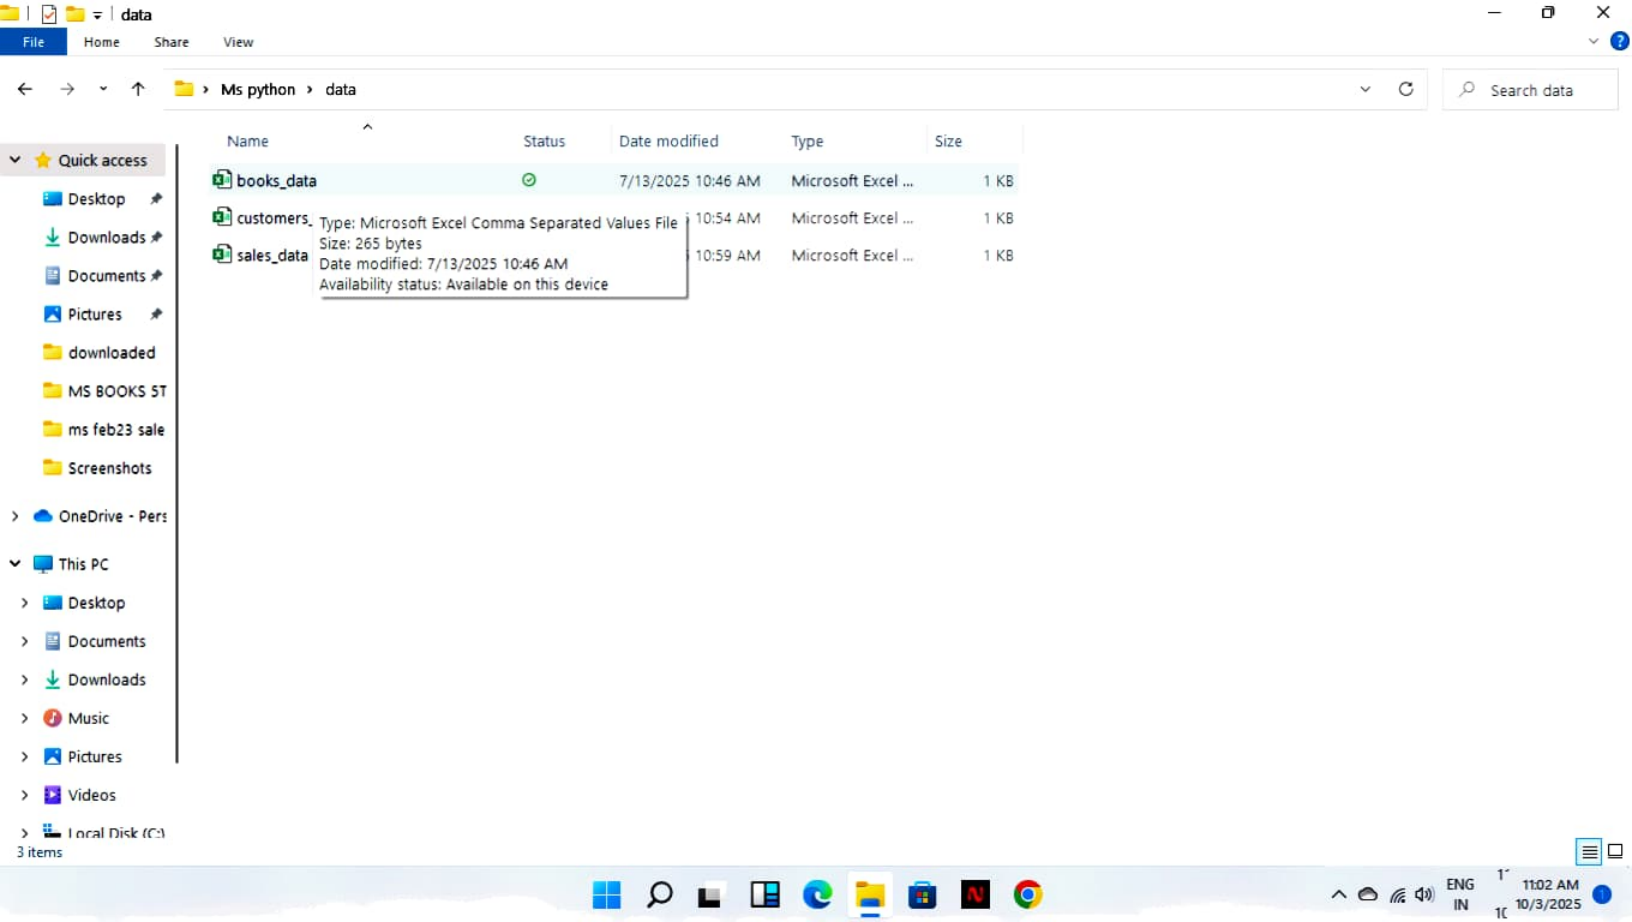 data
File Home Share View
Ms python data
Search data
Name Status Date modified Type Size
books_data 7/13/2025 10:46 AM Microsoft Excel ... 1 KB
customers_ 10:54 AM Microsoft Excel ... 1 KB
sales_data 10:59 AM Microsoft Excel ... 1 KB
Type: Microsoft Excel Comma Separated Values File
Size: 265 bytes
Date modified: 7/13/2025 10:46 AM
Availability status: Available on this device
Quick access
Desktop
Downloads
Documents
Pictures
downloaded
MS BOOKS 5T
ms feb23 sale
Screenshots
OneDrive - Pers
This PC
Desktop
Documents
Downloads
Music
Pictures
Videos
Local Disk (C:)
3 items
ENG
IN
11:02 AM
10/3/2025
1